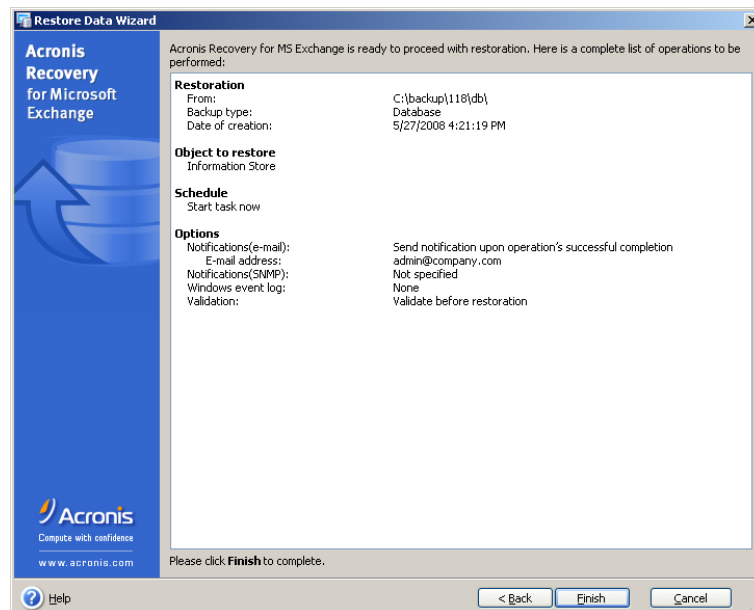 Restore Data Wizard
Acronis
Recovery
for Microsoft
Exchange
Acronis Recovery for MS Exchange is ready to proceed with restoration. Here is a complete list of operations to be
performed:
Restoration
From: C:\backup\118\db\
Backup type: Database
Date of creation: 5/27/2008 4:21:19 PM
Object to restore
Information Store
Schedule
Start task now
Options
Notifications(e-mail): Send notification upon operation's successful completion
E-mail address: admin@company.com
Notifications(SNMP): Not specified
Windows event log: None
Validation: Validate before restoration
Acronis
Compute with confidence
www.acronis.com
Please click Finish to complete.
Help
< Back
Finish
Cancel